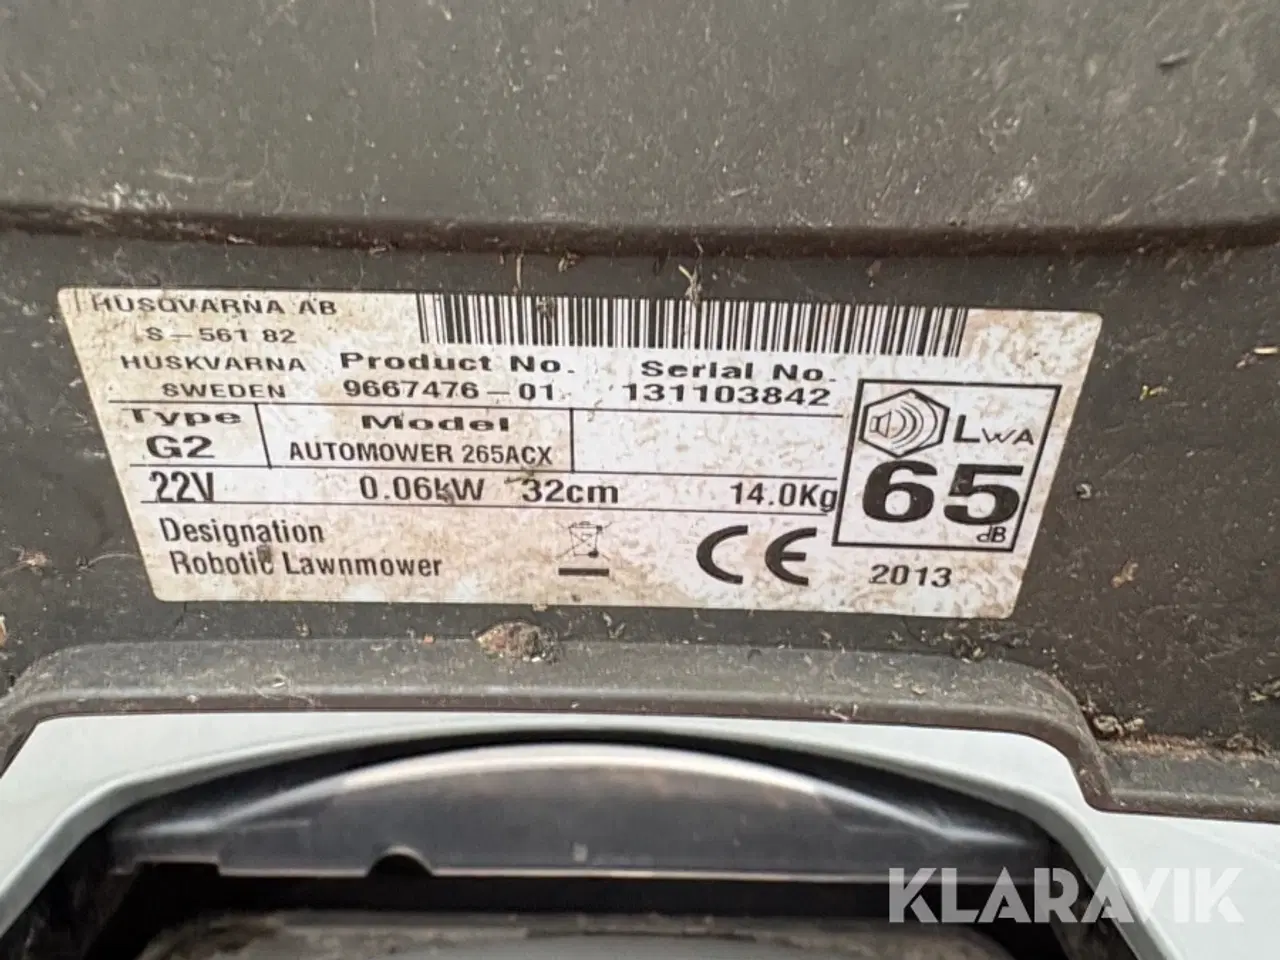 HUSQVARNA AB
S-561 82
HUSKVARNA
SWEDEN
Product No.
9667476-01
Serial No.
131103842
Type
G2
Model
AUTOMOWER 265ACX
22V 0.06kW 32cm 14.0Kg
LWA
65
dB
Designation
Robotic Lawnmower
CE
2013
KLARAVIK